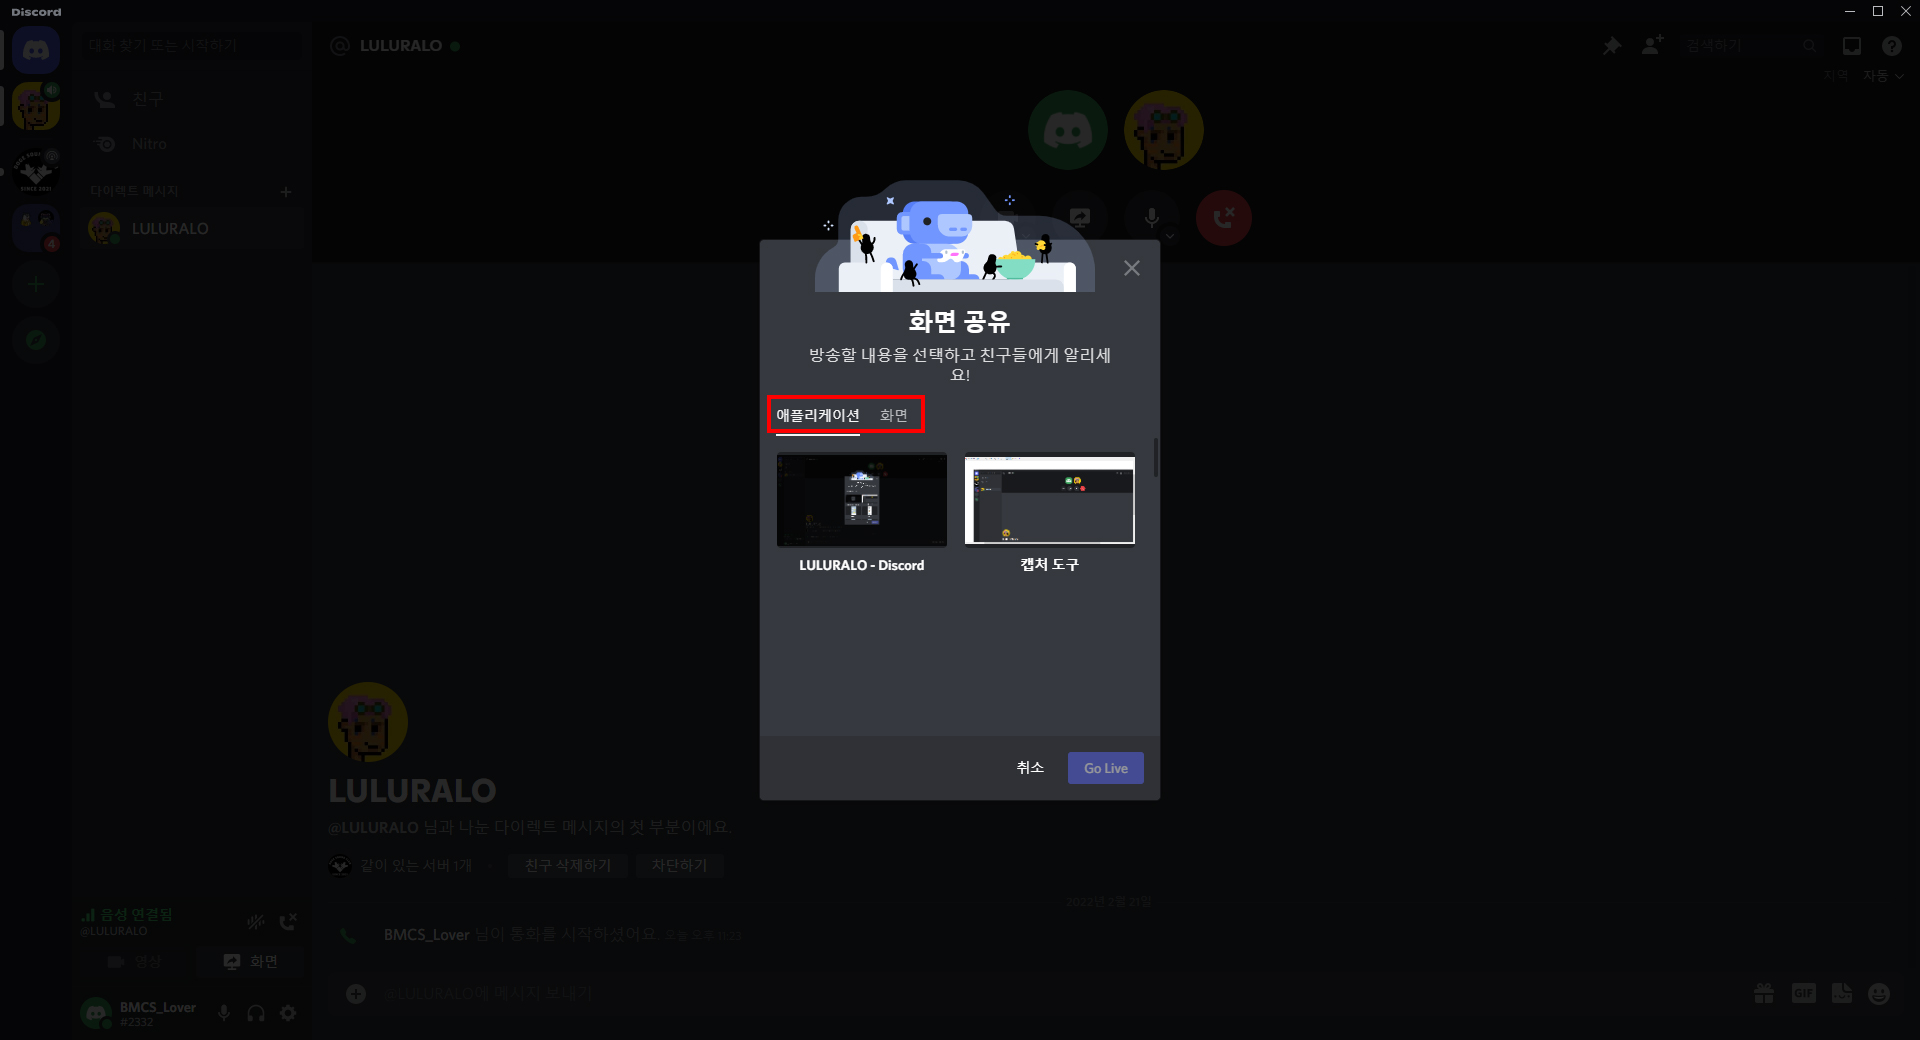 Discord
대화 찾기 또는 시작하기
친구
Nitro
다이렉트 메시지
LULURALO
4
LULURALO
검색하기
지역 자동
화면 공유
방송할 내용을 선택하고 친구들에게 알리세
요!
애플리케이션 화면
LULURALO - Discord
캡처 도구
취소
Go Live
LULURALO
@LULURALO 님과 나눈 다이렉트 메시지의 첫 부분이에요.
같이 있는 서버 1개
친구 삭제하기
차단하기
2022년 2월 21일
BMCS_Lover 님이 통화를 시작하셨어요. 오늘 오후 11:23
@LULURALO에 메시지 보내기
GIF
음성 연결됨
@LULURALO
영상
화면
BMCS_Lover
#2332